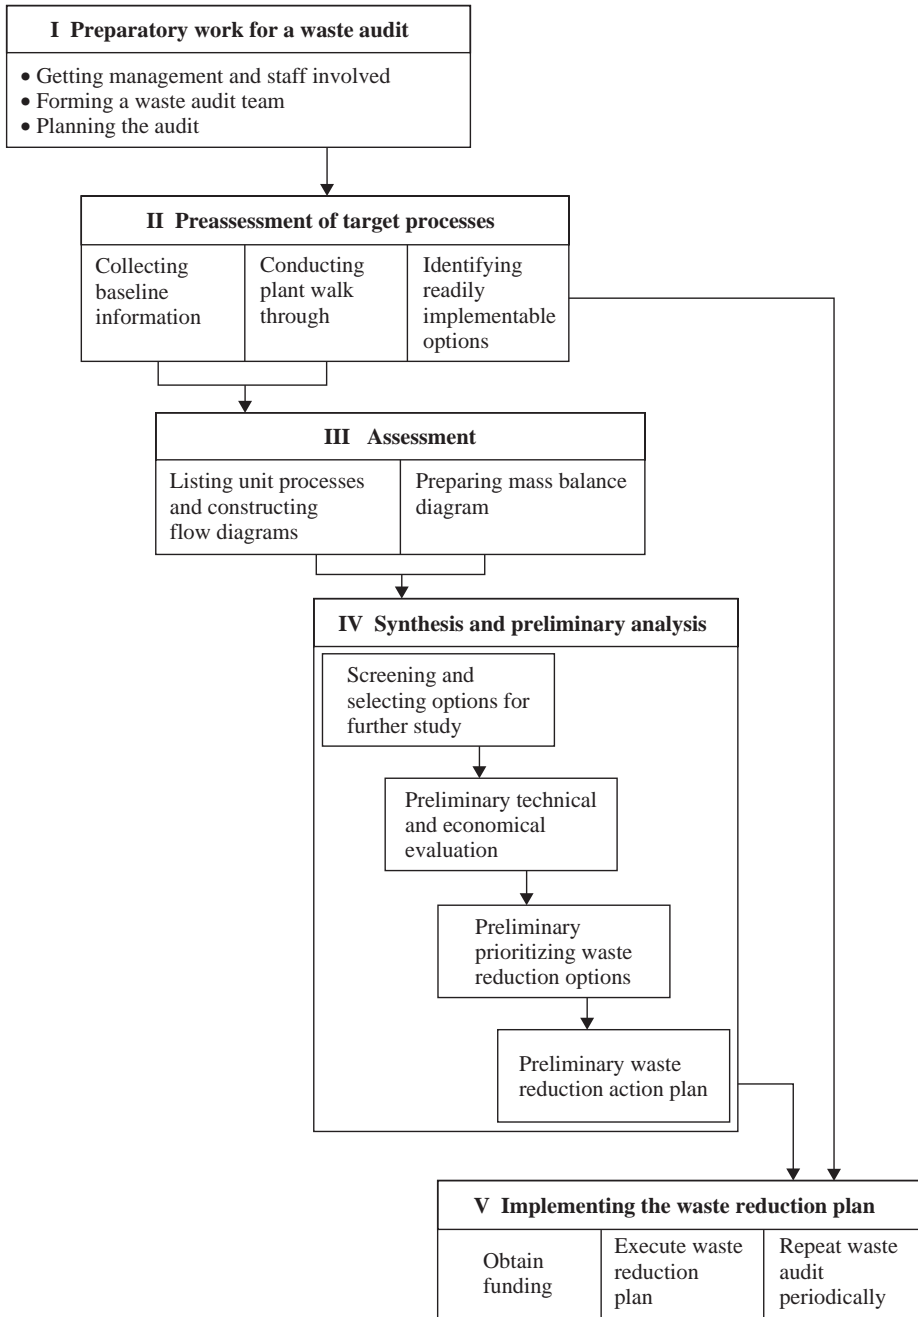 I Preparatory work for a waste audit
• Getting management and staff involved
• Forming a waste audit team
• Planning the audit
II Preassessment of target processes
Collecting
baseline
information
Conducting
plant walk
through
Identifying
readily
implementable
options
III Assessment
Listing unit processes
and constructing
flow diagrams
Preparing mass balance
diagram
IV Synthesis and preliminary analysis
Screening and
selecting options for
further study
Preliminary technical
and economical
evaluation
Preliminary
prioritizing waste
reduction options
Preliminary waste
reduction action plan
V Implementing the waste reduction plan
Obtain
funding
Execute waste
reduction
plan
Repeat waste
audit
periodically